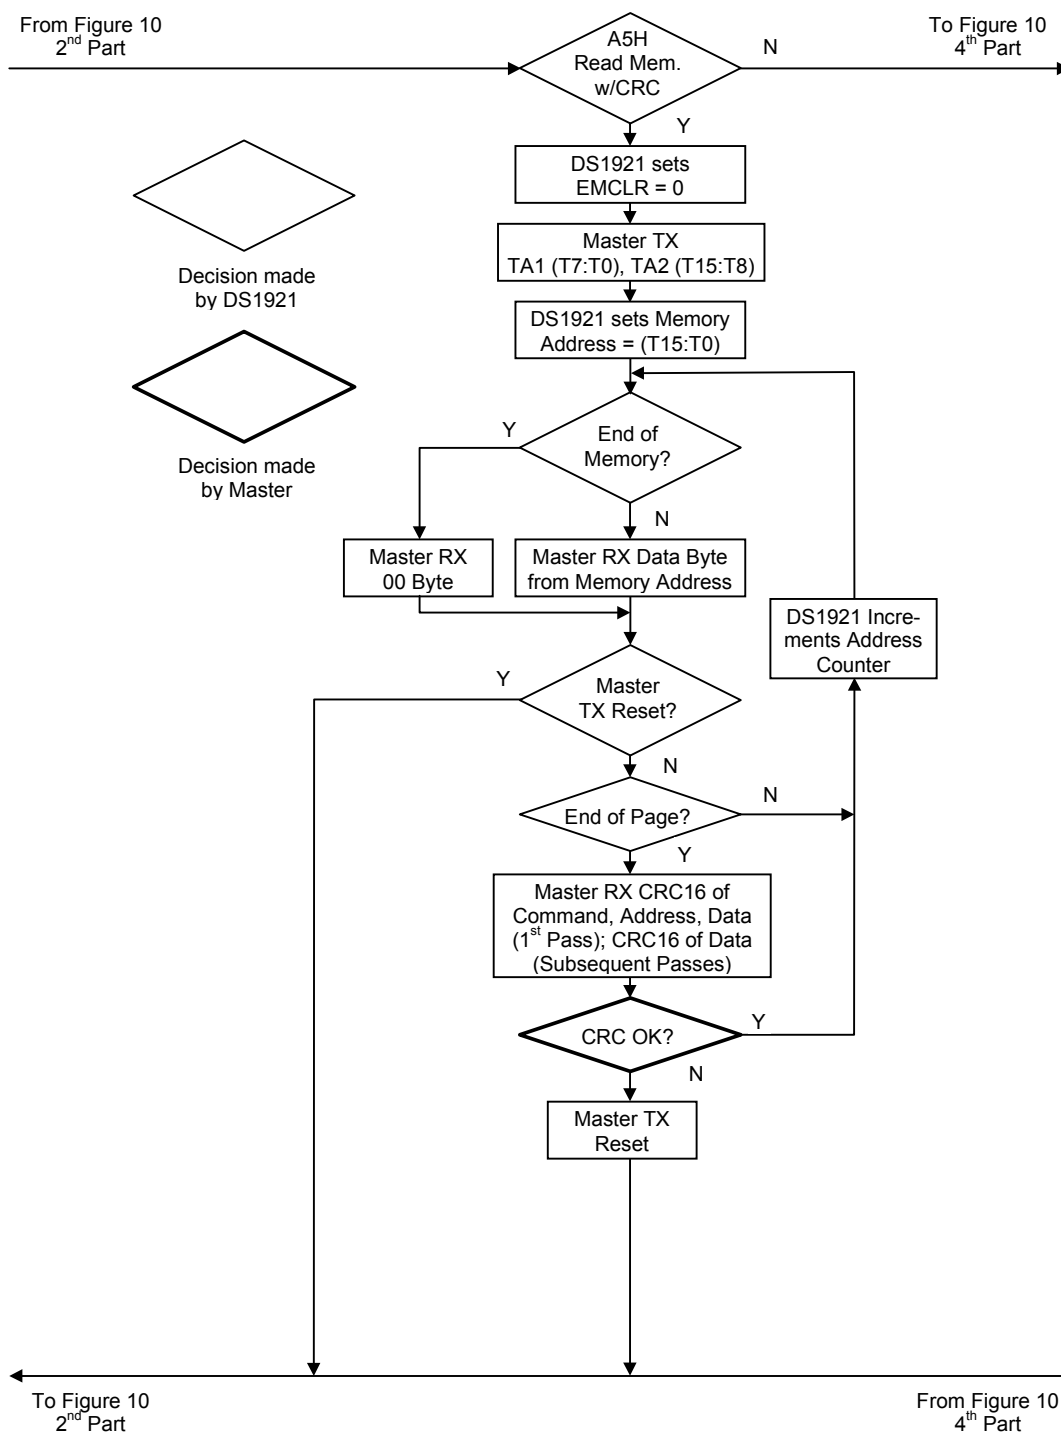 From Figure 10
2nd Part
A5H
Read Mem.
w/CRC
N
To Figure 10
4th Part
Y
DS1921 sets
EMCLR = 0
Master TX
TA1 (T7:T0), TA2 (T15:T8)
Decision made
by DS1921
DS1921 sets Memory
Address = (T15:T0)
Decision made
by Master
Y
End of
Memory?
N
Master RX
00 Byte
Master RX Data Byte
from Memory Address
DS1921 Incre-
ments Address
Counter
Y
Master
TX Reset?
N
End of Page?
N
Y
Master RX CRC16 of
Command, Address, Data
(1st Pass); CRC16 of Data
(Subsequent Passes)
CRC OK?
Y
N
Master TX
Reset
To Figure 10
2nd Part
From Figure 10
4th Part